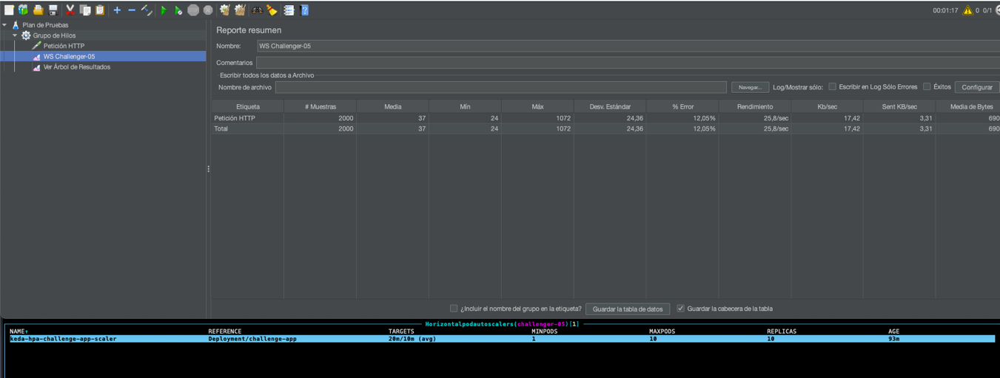 00:01:17 0 0/1
Plan de Pruebas
Grupo de Hilos
Petición HTTP
WS Challenger-05
Ver Árbol de Resultados
Reporte resumen
Nombre: WS Challenger-05
Comentarios
Escribir todos los datos a Archivo
Nombre de archivo Navegar... Log/Mostrar sólo: Escribir en Log Sólo Errores Éxitos Configurar
Etiqueta # Muestras Media Mín Máx Desv. Estándar % Error Rendimiento Kb/sec Sent KB/sec Media de Bytes
Petición HTTP 2000 37 24 1072 24,36 12,05% 25,8/sec 17,42 3,31 690
Total 2000 37 24 1072 24,36 12,05% 25,8/sec 17,42 3,31 690
¿Incluir el nombre del grupo en la etiqueta? Guardar la tabla de datos Guardar la cabecera de la tabla
Horizontalpodautoscalers(challenger-05)[1]
NAME↑ REFERENCE TARGETS MINPODS MAXPODS REPLICAS AGE
keda-hpa-challenge-app-scaler Deployment/challenge-app 20m/10m (avg) 1 10 10 93m